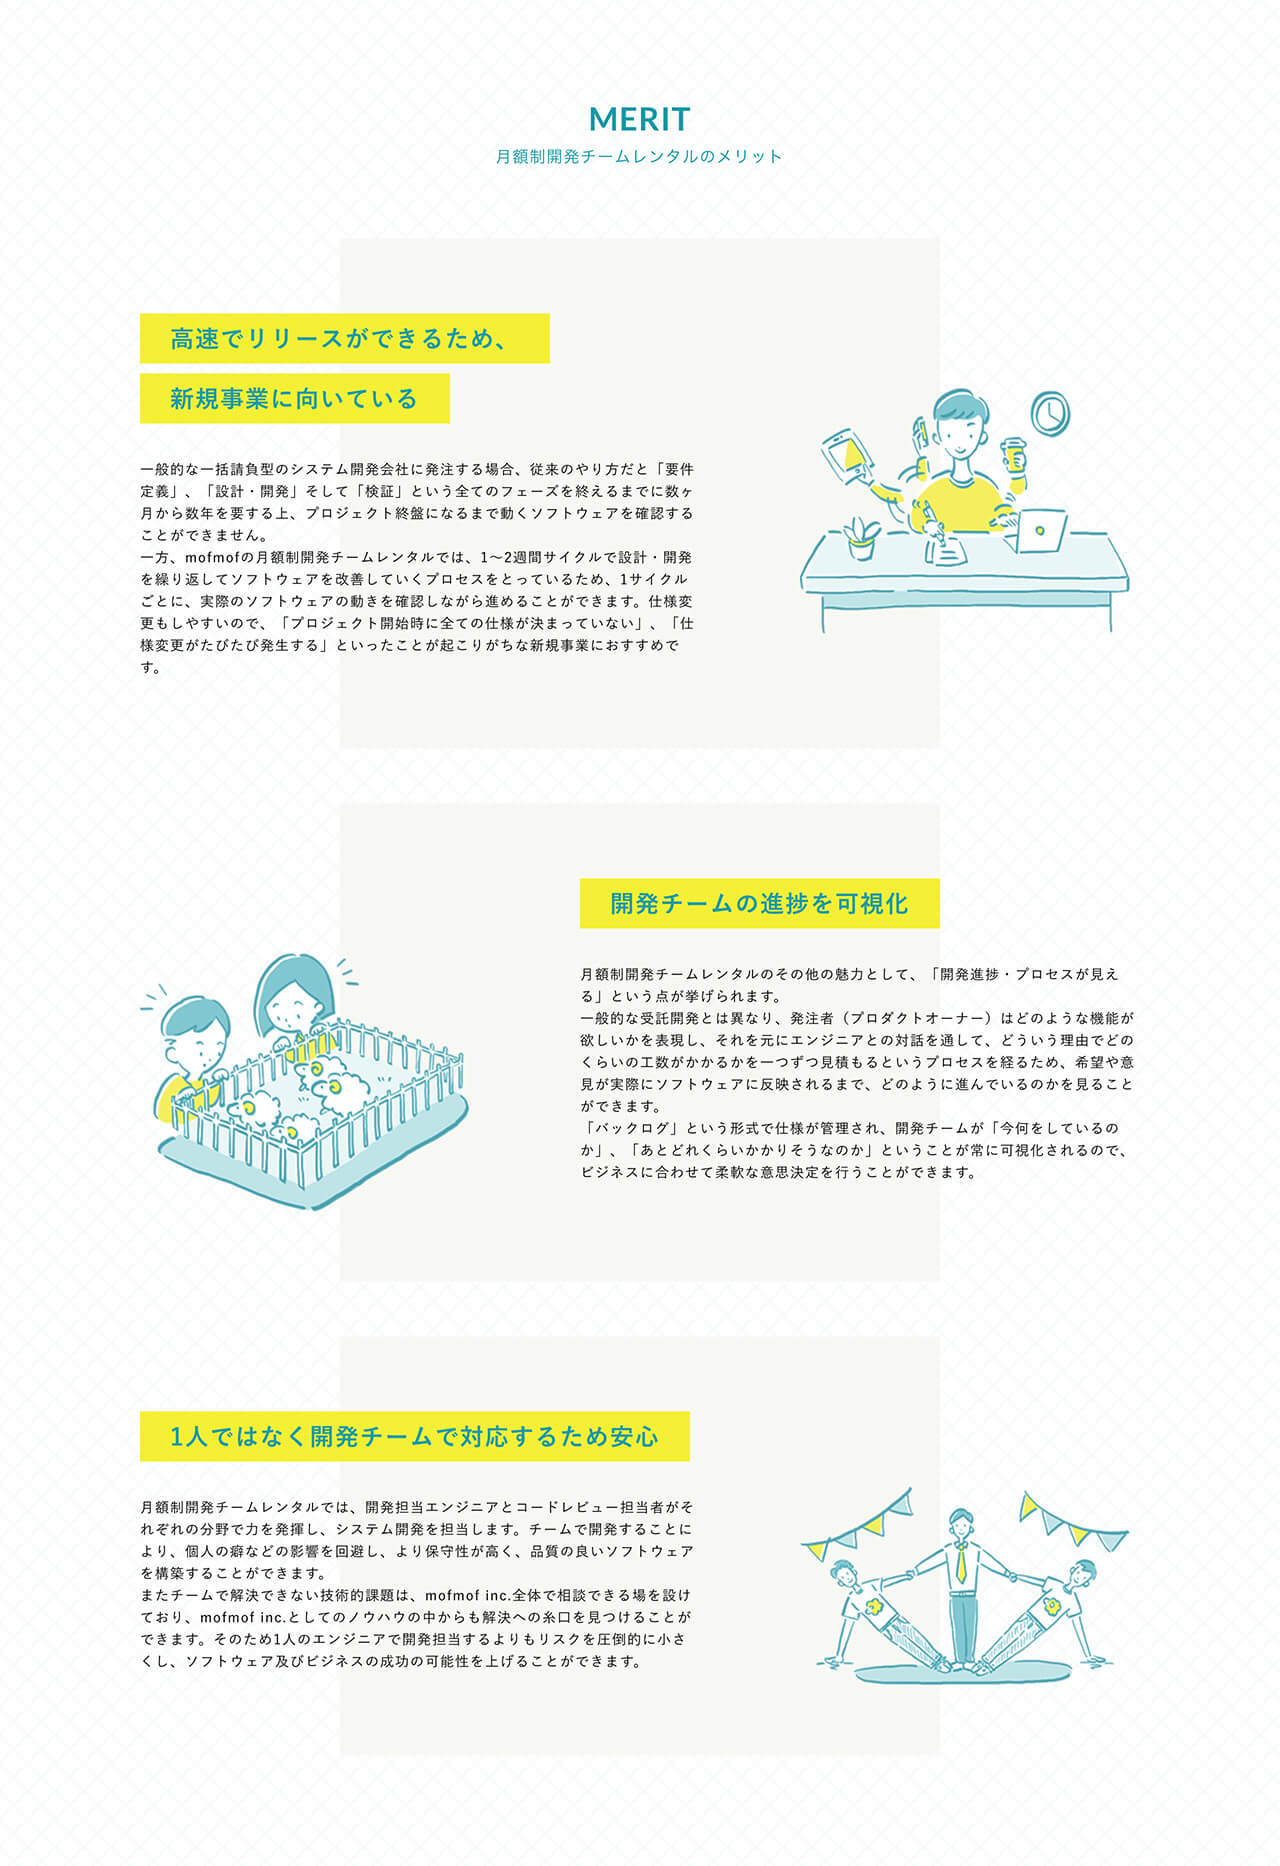 MERIT
月額制開発チームレンタルのメリット
高速でリリースができるため、
新規事業に向いている
一般的な一括請負型のシステム開発会社に発注する場合、従来のやり方だと「要件
定義」、「設計・開発」そして「検証」という全てのフェーズを終えるまでに数ヶ
月から数年を要する上、プロジェクト終盤になるまで動くソフトウェアを確認する
ことができません。
一方、mofmofの月額制開発チームレンタルでは、1〜2週間サイクルで設計・開発
を繰り返してソフトウェアを改善していくプロセスをとっているため、1サイクル
ごとに、実際のソフトウェアの動きを確認しながら進めることができます。仕様変
更もしやすいので、「プロジェクト開始時に全ての仕様が決まっていない」、「仕
様変更がたびたび発生する」といったことが起こりがちな新規事業におすすめで
す。
開発チームの進捗を可視化
月額制開発チームレンタルのその他の魅力として、「開発進捗・プロセスが見え
る」という点が挙げられます。
一般的な受託開発とは異なり、発注者（プロダクトオーナー）はどのような機能が
欲しいかを表現し、それを元にエンジニアとの対話を通して、どういう理由でどの
くらいの工数がかかるかを一つずつ見積もるというプロセスを経るため、希望や意
見が実際にソフトウェアに反映されるまで、どのように進んでいるのかを見ること
ができます。
「バックログ」という形式で仕様が管理され、開発チームが「今何をしているの
か」、「あとどれくらいかかりそうなのか」ということが常に可視化されるので、
ビジネスに合わせて柔軟な意思決定を行うことができます。
1人ではなく開発チームで対応するため安心
月額制開発チームレンタルでは、開発担当エンジニアとコードレビュー担当者がそ
れぞれの分野で力を発揮し、システム開発を担当します。チームで開発することに
より、個人の癖などの影響を回避し、より保守性が高く、品質の良いソフトウェア
を構築することができます。
またチームで解決できない技術的課題は、mofmof inc.全体で相談できる場を設け
ており、mofmof inc.としてのノウハウの中からも解決への糸口を見つけることが
できます。そのため1人のエンジニアで開発担当するよりもリスクを圧倒的に小さ
くし、ソフトウェア及びビジネスの成功の可能性を上げることができます。